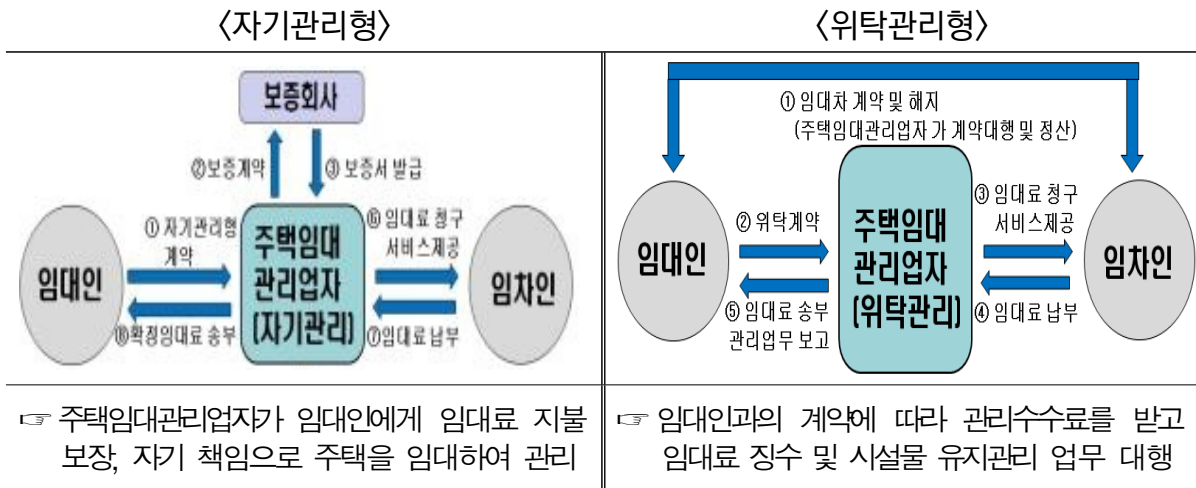 〈자기관리형〉
보증회사
②보증계약
③ 보증서 발급
① 자기관리형
계약
⑥ 임대료 청구
서비스제공
임대인
주택임대
관리업자
(자기관리)
임차인
⑧확정임대료 송부
⑦임대료 납부
☞ 주택임대관리업자가 임대인에게 임대료 지불
보장, 자기 책임으로 주택을 임대하여 관리
〈위탁관리형〉
① 임대차 계약 및 해지
(주택임대관리업자 가 계약대행 및 정산)
② 위탁계약
③ 임대료 청구
서비스제공
임대인
주택임대
관리업자
(위탁관리)
임차인
⑤ 임대료 송부
관리업무 보고
④ 임대료 납부
☞ 임대인과의 계약에 따라 관리수수료를 받고
임대료 징수 및 시설물 유지관리 업무 대행